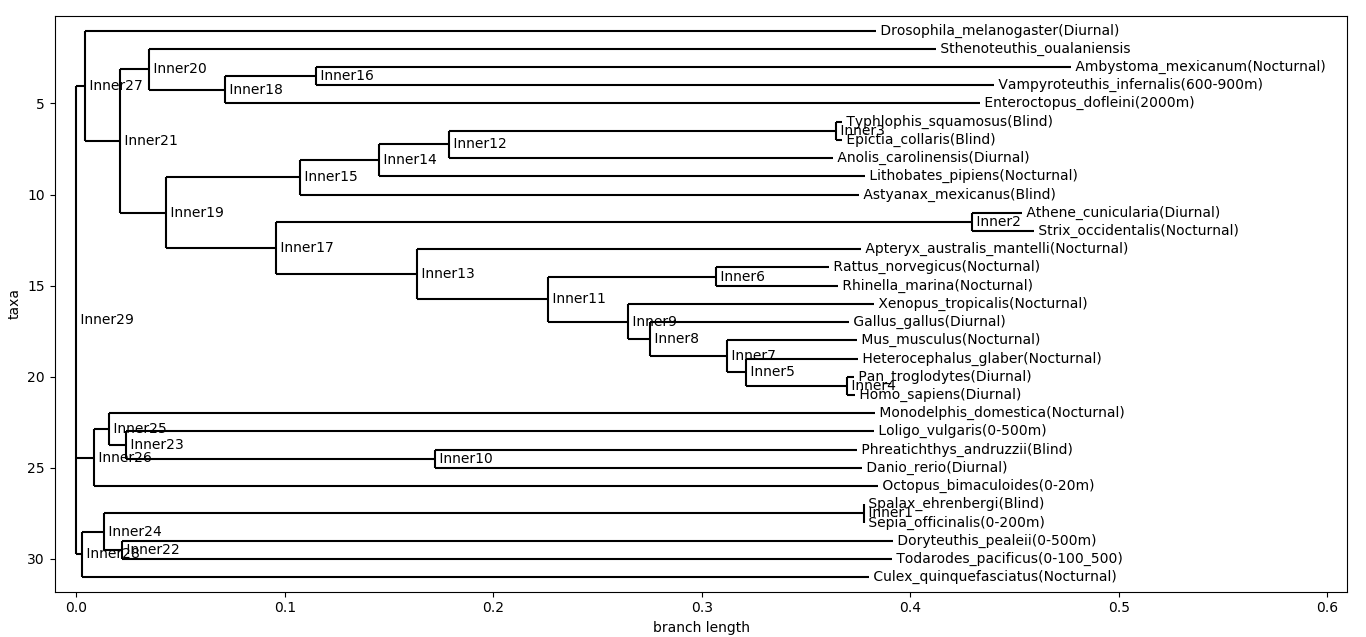 Drosophila_melanogaster(Diurnal)
Sthenoteuthis_oualaniensis
Inner20
Ambystoma_mexicanum(Nocturnal)
Inner16
Inner27
Vampyroteuthis_infernalis(600-900m)
Inner18
5
Enteroctopus_dofleini(2000m)
Typhlophis_squamosus(Blind)
Inner3
Inner21
Epictia_collaris(Blind)
Inner12
Anolis_carolinensis(Diurnal)
Inner14
Inner15
Lithobates_pipiens(Nocturnal)
10
Astyanax_mexicanus(Blind)
Inner19
Athene_cunicularia(Diurnal)
Inner2
Strix_occidentalis(Nocturnal)
Inner17
Apteryx_australis_mantelli(Nocturnal)
Inner13
Rattus_norvegicus(Nocturnal)
Inner6
15
Rhinella_marina(Nocturnal)
Inner11
Xenopus_tropicalis(Nocturnal)
taxa
Inner29
Inner9
Gallus_gallus(Diurnal)
Inner8
Mus_musculus(Nocturnal)
Inner7
Heterocephalus_glaber(Nocturnal)
Inner5
20
Pan_troglodytes(Diurnal)
Inner4
Homo_sapiens(Diurnal)
Monodelphis_domestica(Nocturnal)
Inner25
Loligo_vulgaris(0-500m)
Inner23
Phreatichthys_andruzzii(Blind)
Inner26
Inner10
25
Danio_rerio(Diurnal)
Octopus_bimaculoides(0-20m)
Spalax_ehrenbergi(Blind)
Inner1
Sepia_officinalis(0-200m)
Inner24
Doryteuthis_pealeii(0-500m)
Inner22
Inner28
30
Todarodes_pacificus(0-100_500)
Culex_quinquefasciatus(Nocturnal)
0.0 0.1 0.2 0.3 0.4 0.5 0.6
branch length